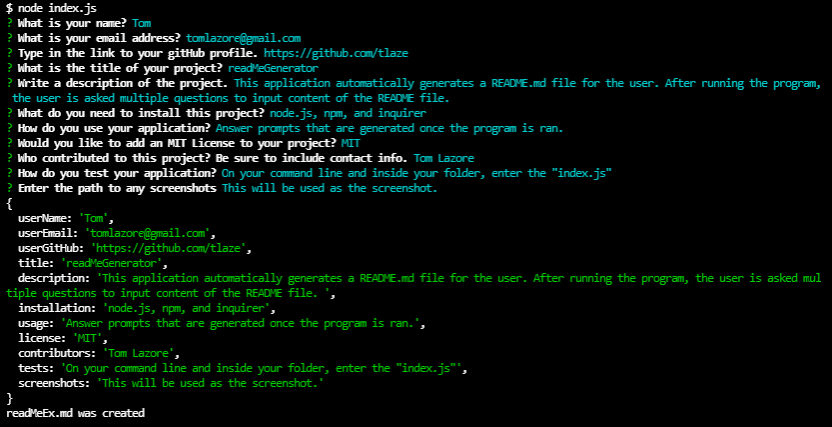 $ node index.js
? What is your name? Tom
? What is your email address? tomlazore@gmail.com
? Type in the link to your gitHub profile. https://github.com/tlaze
? What is the title of your project? readMeGenerator
? Write a description of the project. This application automatically generates a README.md file for the user. After running the program,
the user is asked multiple questions to input content of the README file.
? What do you need to install this project? node.js, npm, and inquirer
? How do you use your application? Answer prompts that are generated once the program is ran.
? Would you like to add an MIT License to your project? MIT
? Who contributed to this project? Be sure to include contact info. Tom Lazore
? How do you test your application? On your command line and inside your folder, enter the "index.js"
? Enter the path to any screenshots This will be used as the screenshot.
{
  userName: 'Tom',
  userEmail: 'tomlazore@gmail.com',
  userGitHub: 'https://github.com/tlaze',
  title: 'readMeGenerator',
  description: 'This application automatically generates a README.md file for the user. After running the program, the user is asked mul
tiple questions to input content of the README file. ',
  installation: 'node.js, npm, and inquirer',
  usage: 'Answer prompts that are generated once the program is ran.',
  license: 'MIT',
  contributors: 'Tom Lazore',
  tests: 'On your command line and inside your folder, enter the "index.js"',
  screenshots: 'This will be used as the screenshot.'
}
readMeEx.md was created